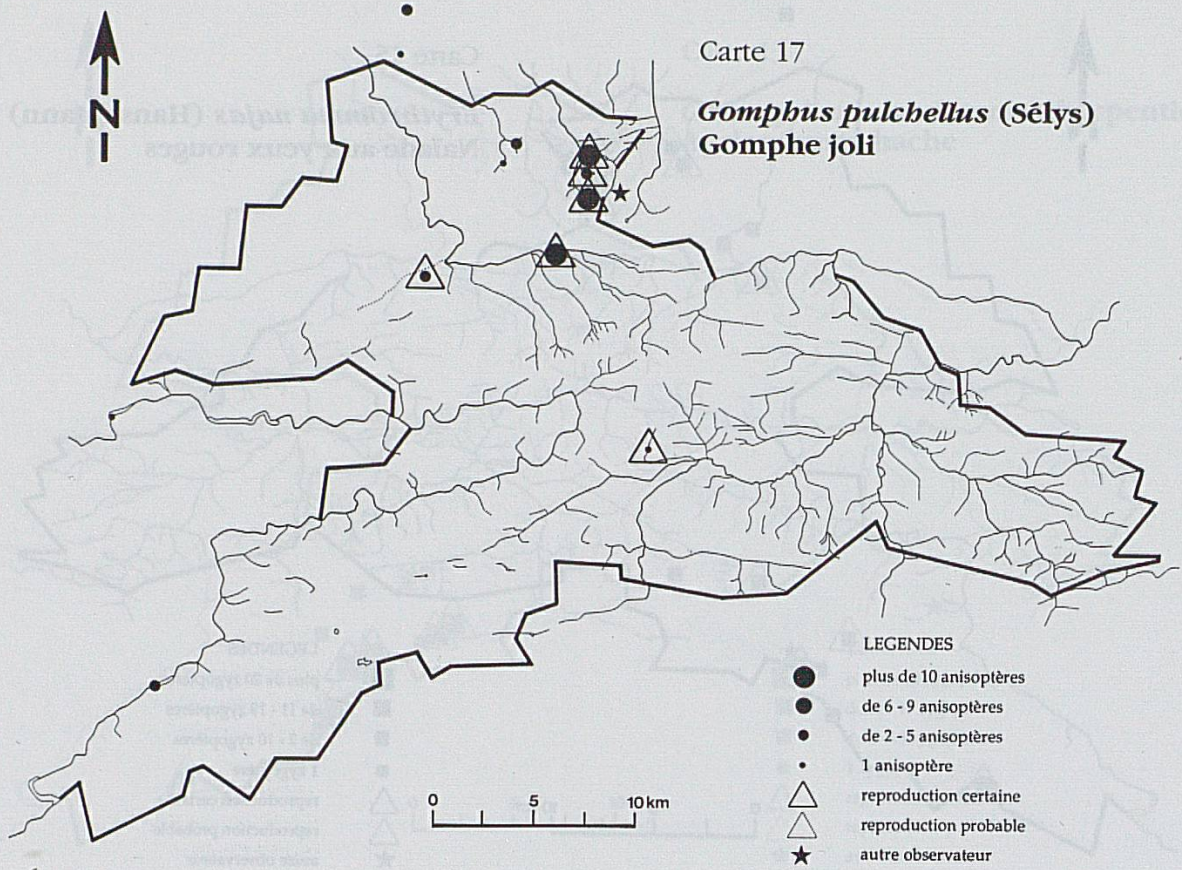 Carte 17
N
Gomphus pulchellus (Sélys)
Gomphe joli
LEGENDES
plus de 10 anisoptères
de 6 - 9 anisoptères
de 2 - 5 anisoptères
1 anisoptère
reproduction certaine
reproduction probable
autre observateur
0 5 10 km